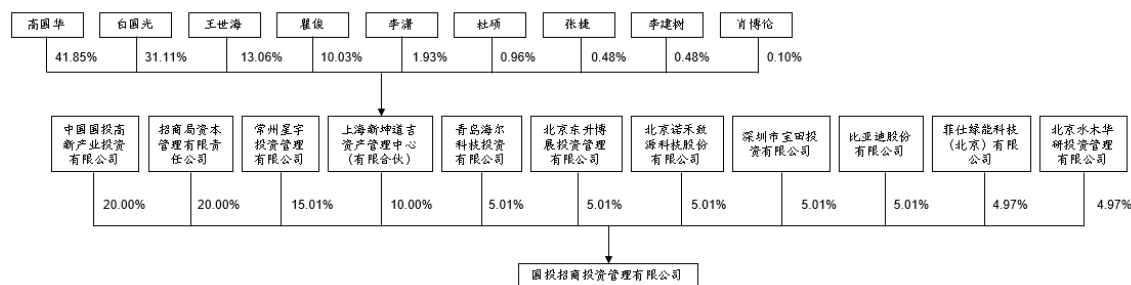 高国华 白国光 王世海 瞿俊 李潇 杜硕 张捷 李建树 肖博伦
41.85% 31.11% 13.06% 10.03% 1.93% 0.96% 0.48% 0.48% 0.10%
中国国投高
新产业投资
有限公司
招商局资本
管理有限责
任公司
常州星宇
投资管理
有限公司
上海新坤道吉
资产管理中心
（有限合伙）
青岛海尔
科技投资
有限公司
北京东升博
展投资管理
有限公司
北京诺禾致
源科技股份
有限公司
深圳市宝田投
资有限公司
比亚迪股份
有限公司
菲仕绿能科技
（北京）有限公
司
北京水木华
研投资管理
有限公司
20.00% 20.00% 15.01% 10.00% 5.01% 5.01% 5.01% 5.01% 5.01% 4.97% 4.97%
国投招商投资管理有限公司